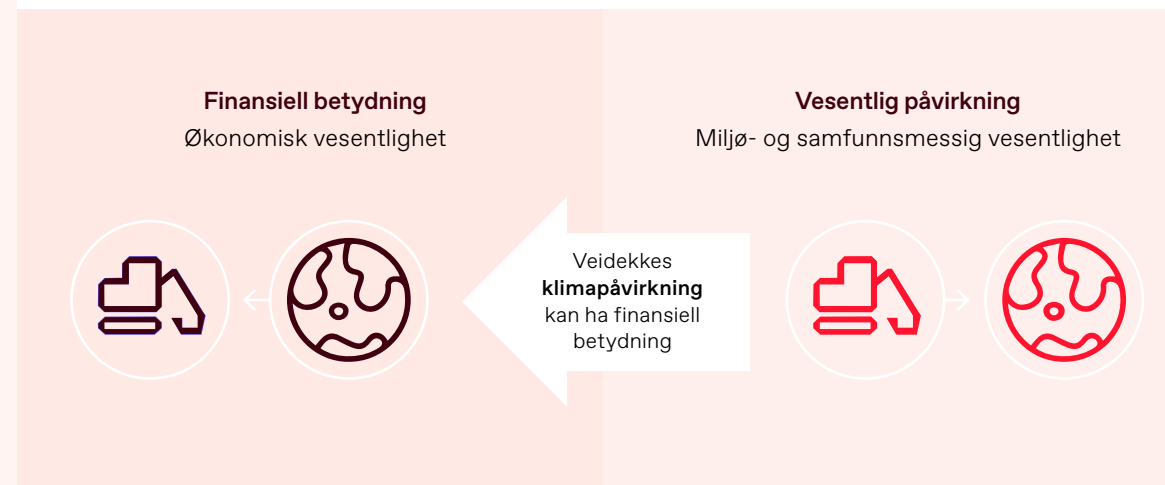 Finansiell betydning
Økonomisk vesentlighet
Vesentlig påvirkning
Miljø- og samfunnsmessig vesentlighet
Veidekkes
klimapåvirkning
kan ha finansiell
betydning